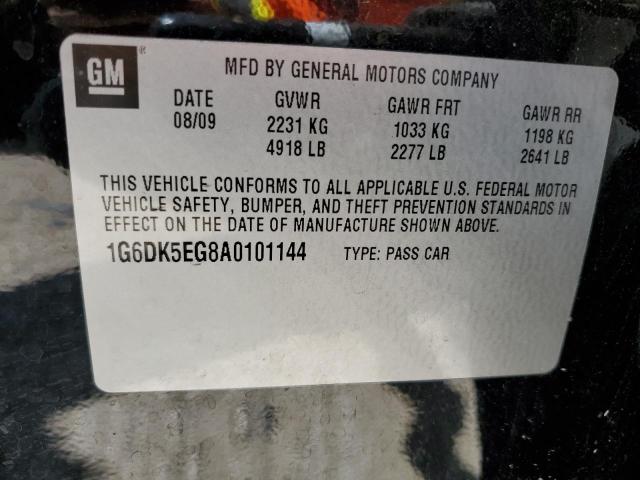 GM ®
MFD BY GENERAL MOTORS COMPANY
DATE GVWR GAWR FRT GAWR RR
08/09 2231 KG 1033 KG 1198 KG
4918 LB 2277 LB 2641 LB
THIS VEHICLE CONFORMS TO ALL APPLICABLE U.S. FEDERAL MOTOR
VEHICLE SAFETY, BUMPER, AND THEFT PREVENTION STANDARDS IN
EFFECT ON THE DATE OF MANUFACTURE SHOWN ABOVE.
1G6DK5EG8A0101144 TYPE: PASS CAR